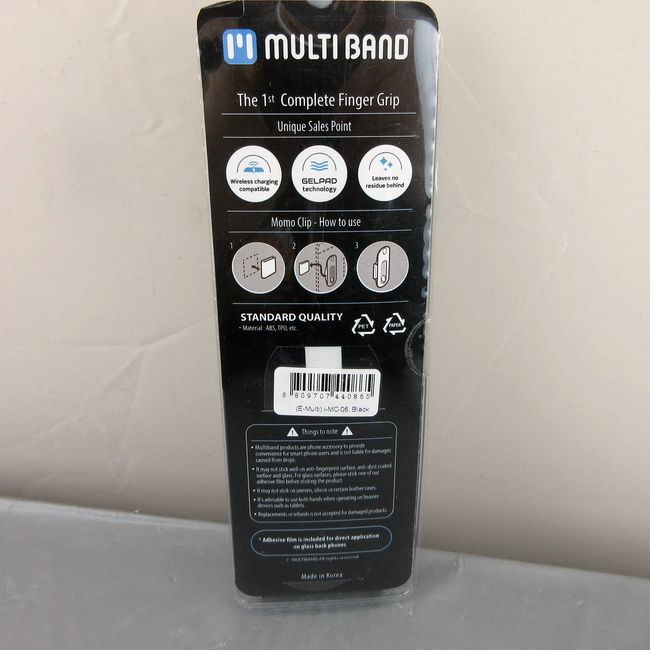 MULTI BAND®
The 1st Complete Finger Grip
Unique Sales Point
Wireless charging
compatible
GELPAD
technology
Leaves no
residue behind
Momo Clip - How to use
1 2 3
STANDARD QUALITY
• Material : ABS, TPU, etc.
PET
PAPER
8 809707 440865
(E-Multi) i-MC-06, Black
Things to note
• Multiband products are phone accessory to provide
convenience for smart phone users and is not liable for damages
caused from drops.
• It may not stick well on anti-fingerprint surface, anti-dust coated
surface and glass. For glass surfaces, please stick one of our
adhesive film before sticking the product.
• It may not stick on uneven, silicon or certain leather cases.
• It's advisable to use both hands when operating on heavier
devices such as tablets.
• Replacements or refunds is not accepted for damaged products.
* Adhesive film is included for direct application
on glass back phones
MULTIBAND All rights reserved.
Made in Korea